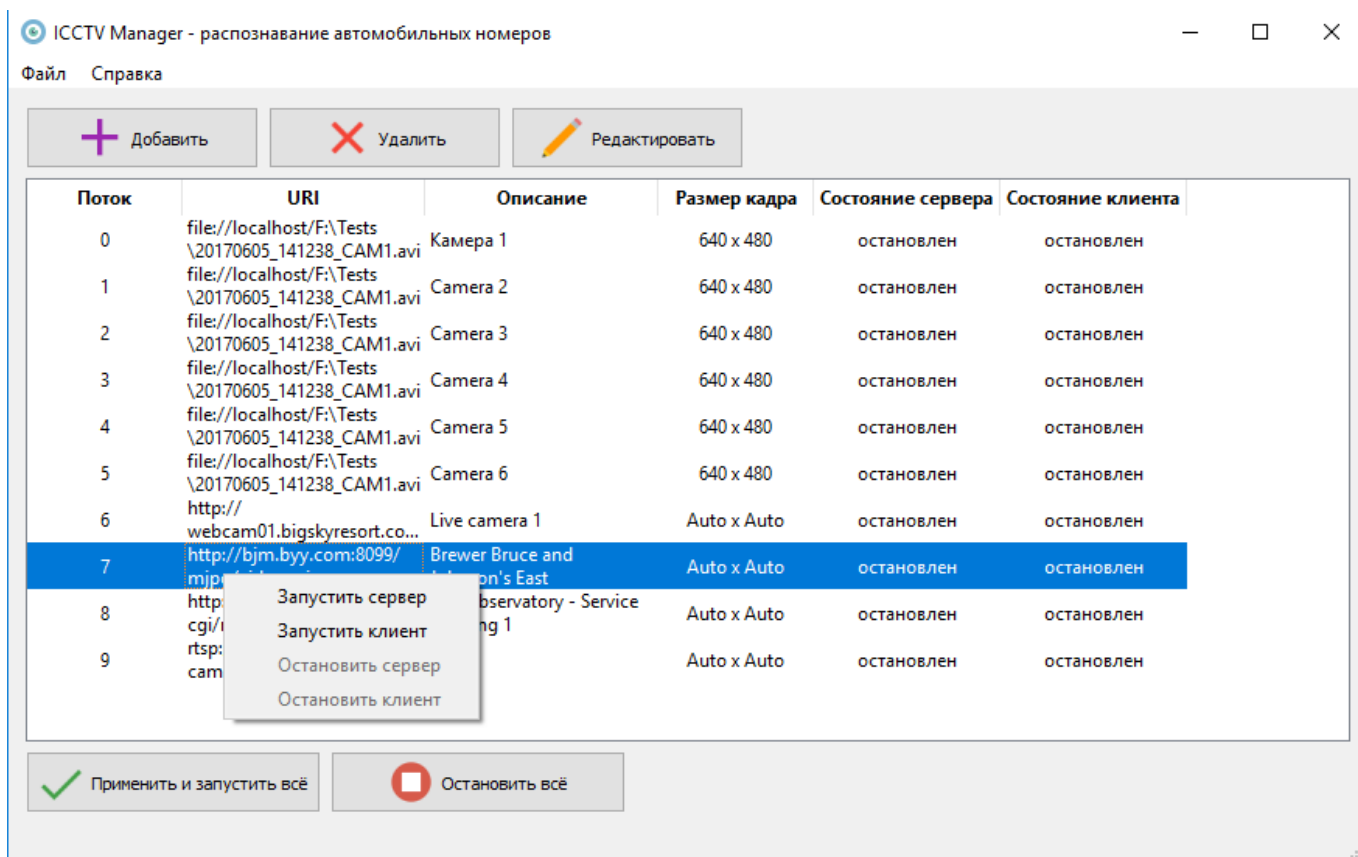 ICCTV Manager - распознавание автомобильных номеров
Файл Справка
Добавить Удалить Редактировать
Поток URI Описание Размер кадра Состояние сервера Состояние клиента
file://localhost/F:\Tests
0 \20170605_141238_CAM1.avi Камера 1 640 x 480 остановлен остановлен
file://localhost/F:\Tests
1 \20170605_141238_CAM1.avi Camera 2 640 x 480 остановлен остановлен
file://localhost/F:\Tests
2 \20170605_141238_CAM1.avi Camera 3 640 x 480 остановлен остановлен
file://localhost/F:\Tests
3 \20170605_141238_CAM1.avi Camera 4 640 x 480 остановлен остановлен
file://localhost/F:\Tests
4 \20170605_141238_CAM1.avi Camera 5 640 x 480 остановлен остановлен
file://localhost/F:\Tests
5 \20170605_141238_CAM1.avi Camera 6 640 x 480 остановлен остановлен
http://
6 webcam01.bigskyresort.co... Live camera 1 Auto x Auto остановлен остановлен
http://bjm.byy.com:8099/ Brewer Bruce and
7 East Auto x Auto остановлен остановлен
http - Service
8 cgi/ 1 Auto x Auto остановлен остановлен
rtsp:
9 cam Auto x Auto остановлен остановлен
Запустить сервер
Запустить клиент
Остановить сервер
Остановить клиент
Применить и запустить всё Остановить всё